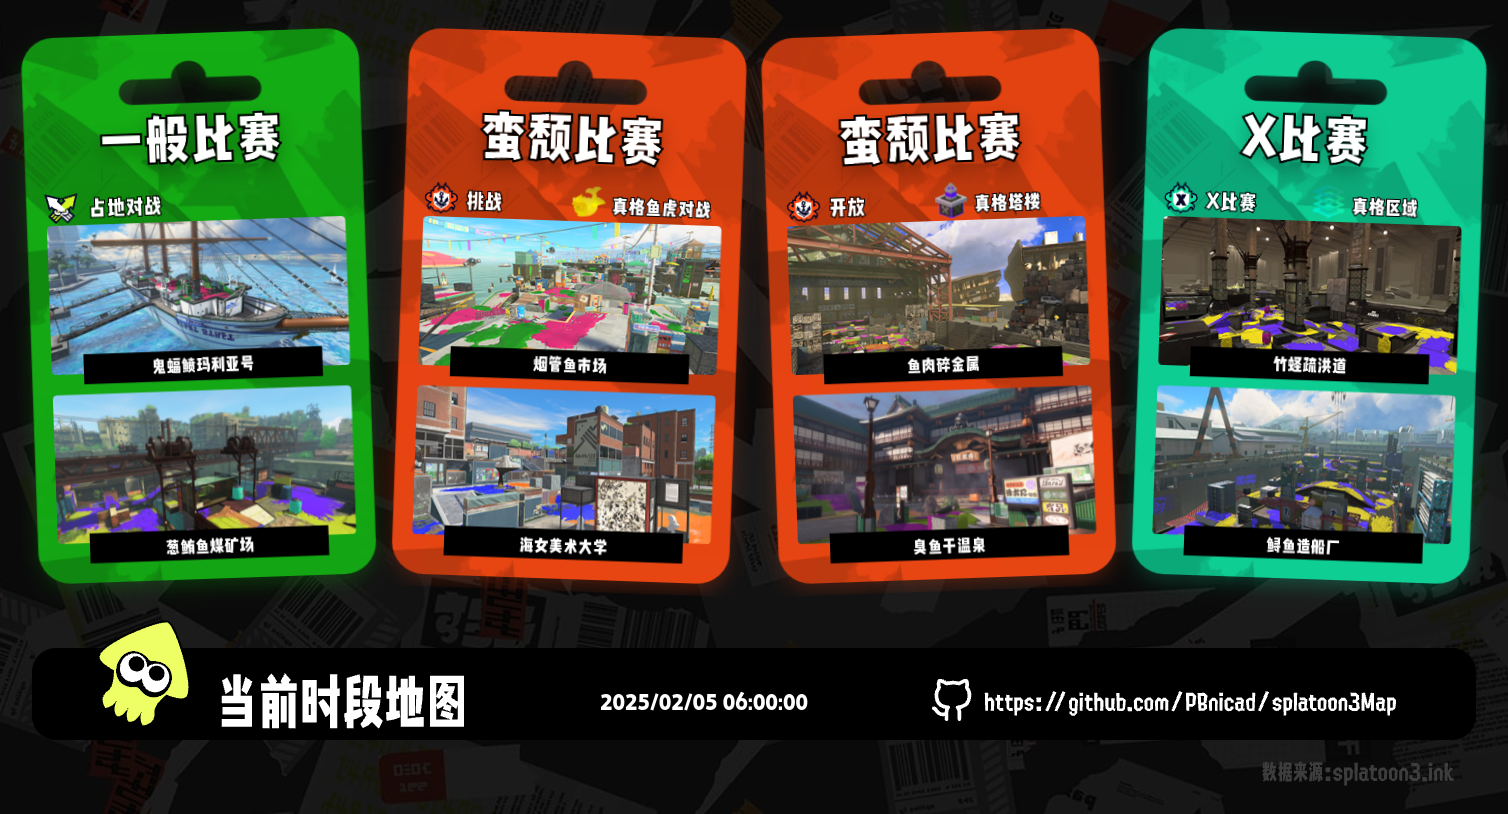 一般比赛
占地对战
鬼蝠鲼玛利亚号
葱鲔鱼煤矿场
蛮颓比赛
挑战
真格鱼虎对战
烟管鱼市场
海女美术大学
蛮颓比赛
开放
真格塔楼
鱼肉碎金属
臭鱼干温泉
X比赛
X比赛
真格区域
竹蛏疏洪道
鲟鱼造船厂
当前时段地图
2025/02/05 06:00:00
https://github.com/PBnicad/splatoon3Map
数据来源:splatoon3.ink